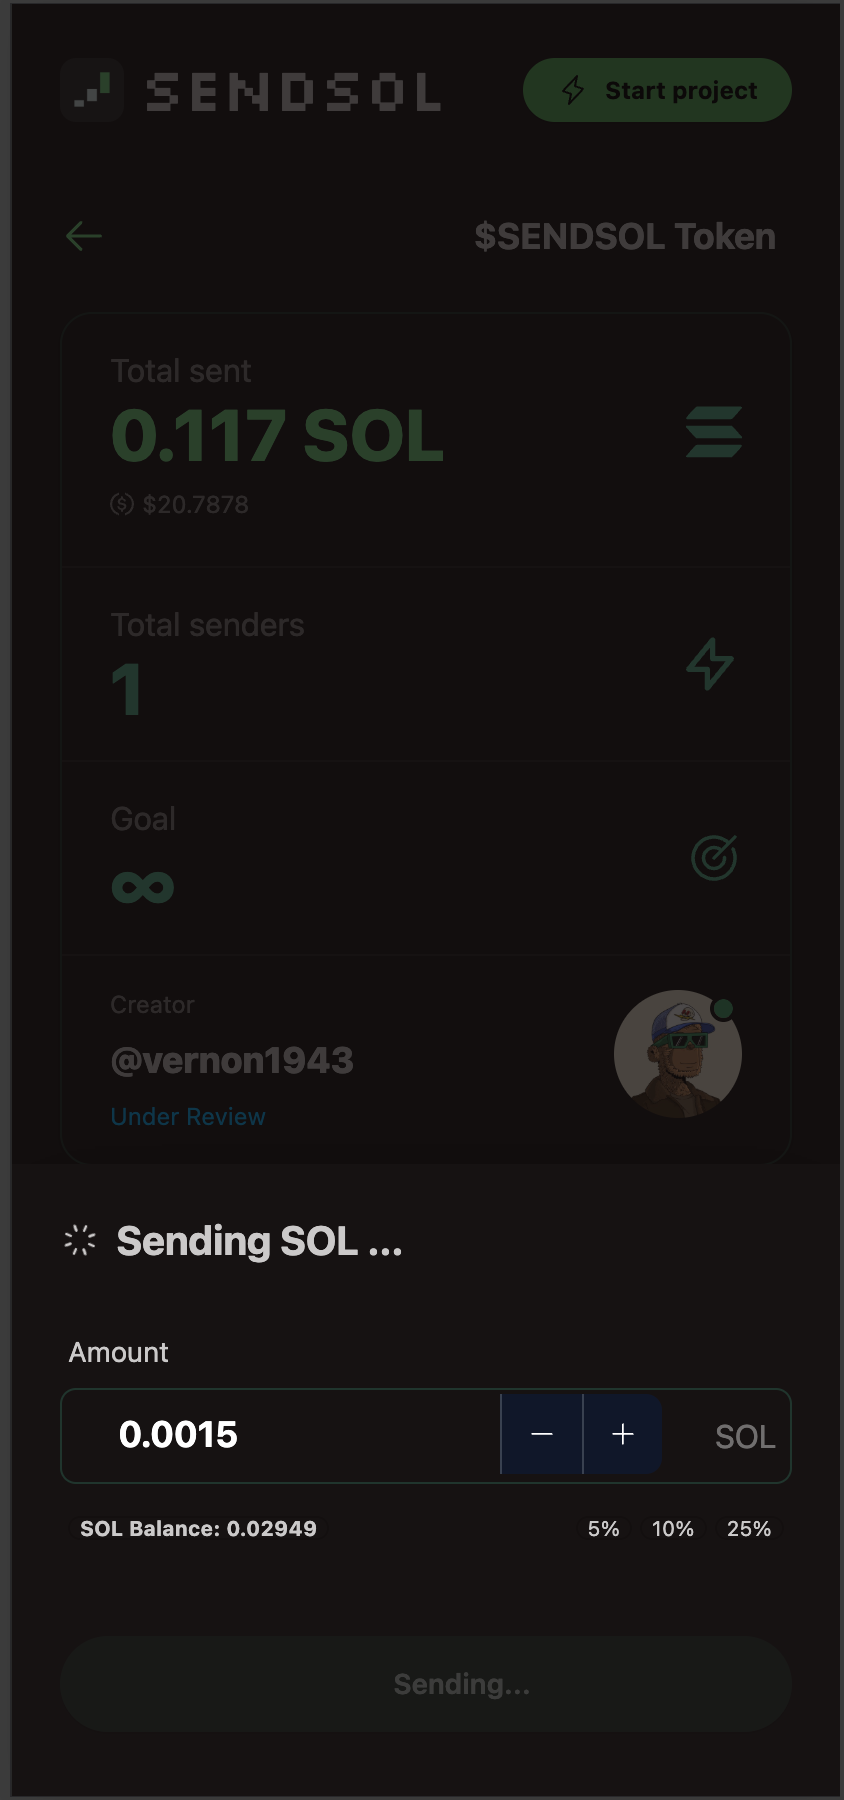 SENDSOL
Start project
$SENDSOL Token
Total sent
0.117 SOL
$20.7878
Total senders
1
Goal
∞
Creator
@vernon1943
Under Review
Sending SOL ...
Amount
0.0015
− + SOL
SOL Balance: 0.02949
5% 10% 25%
Sending...